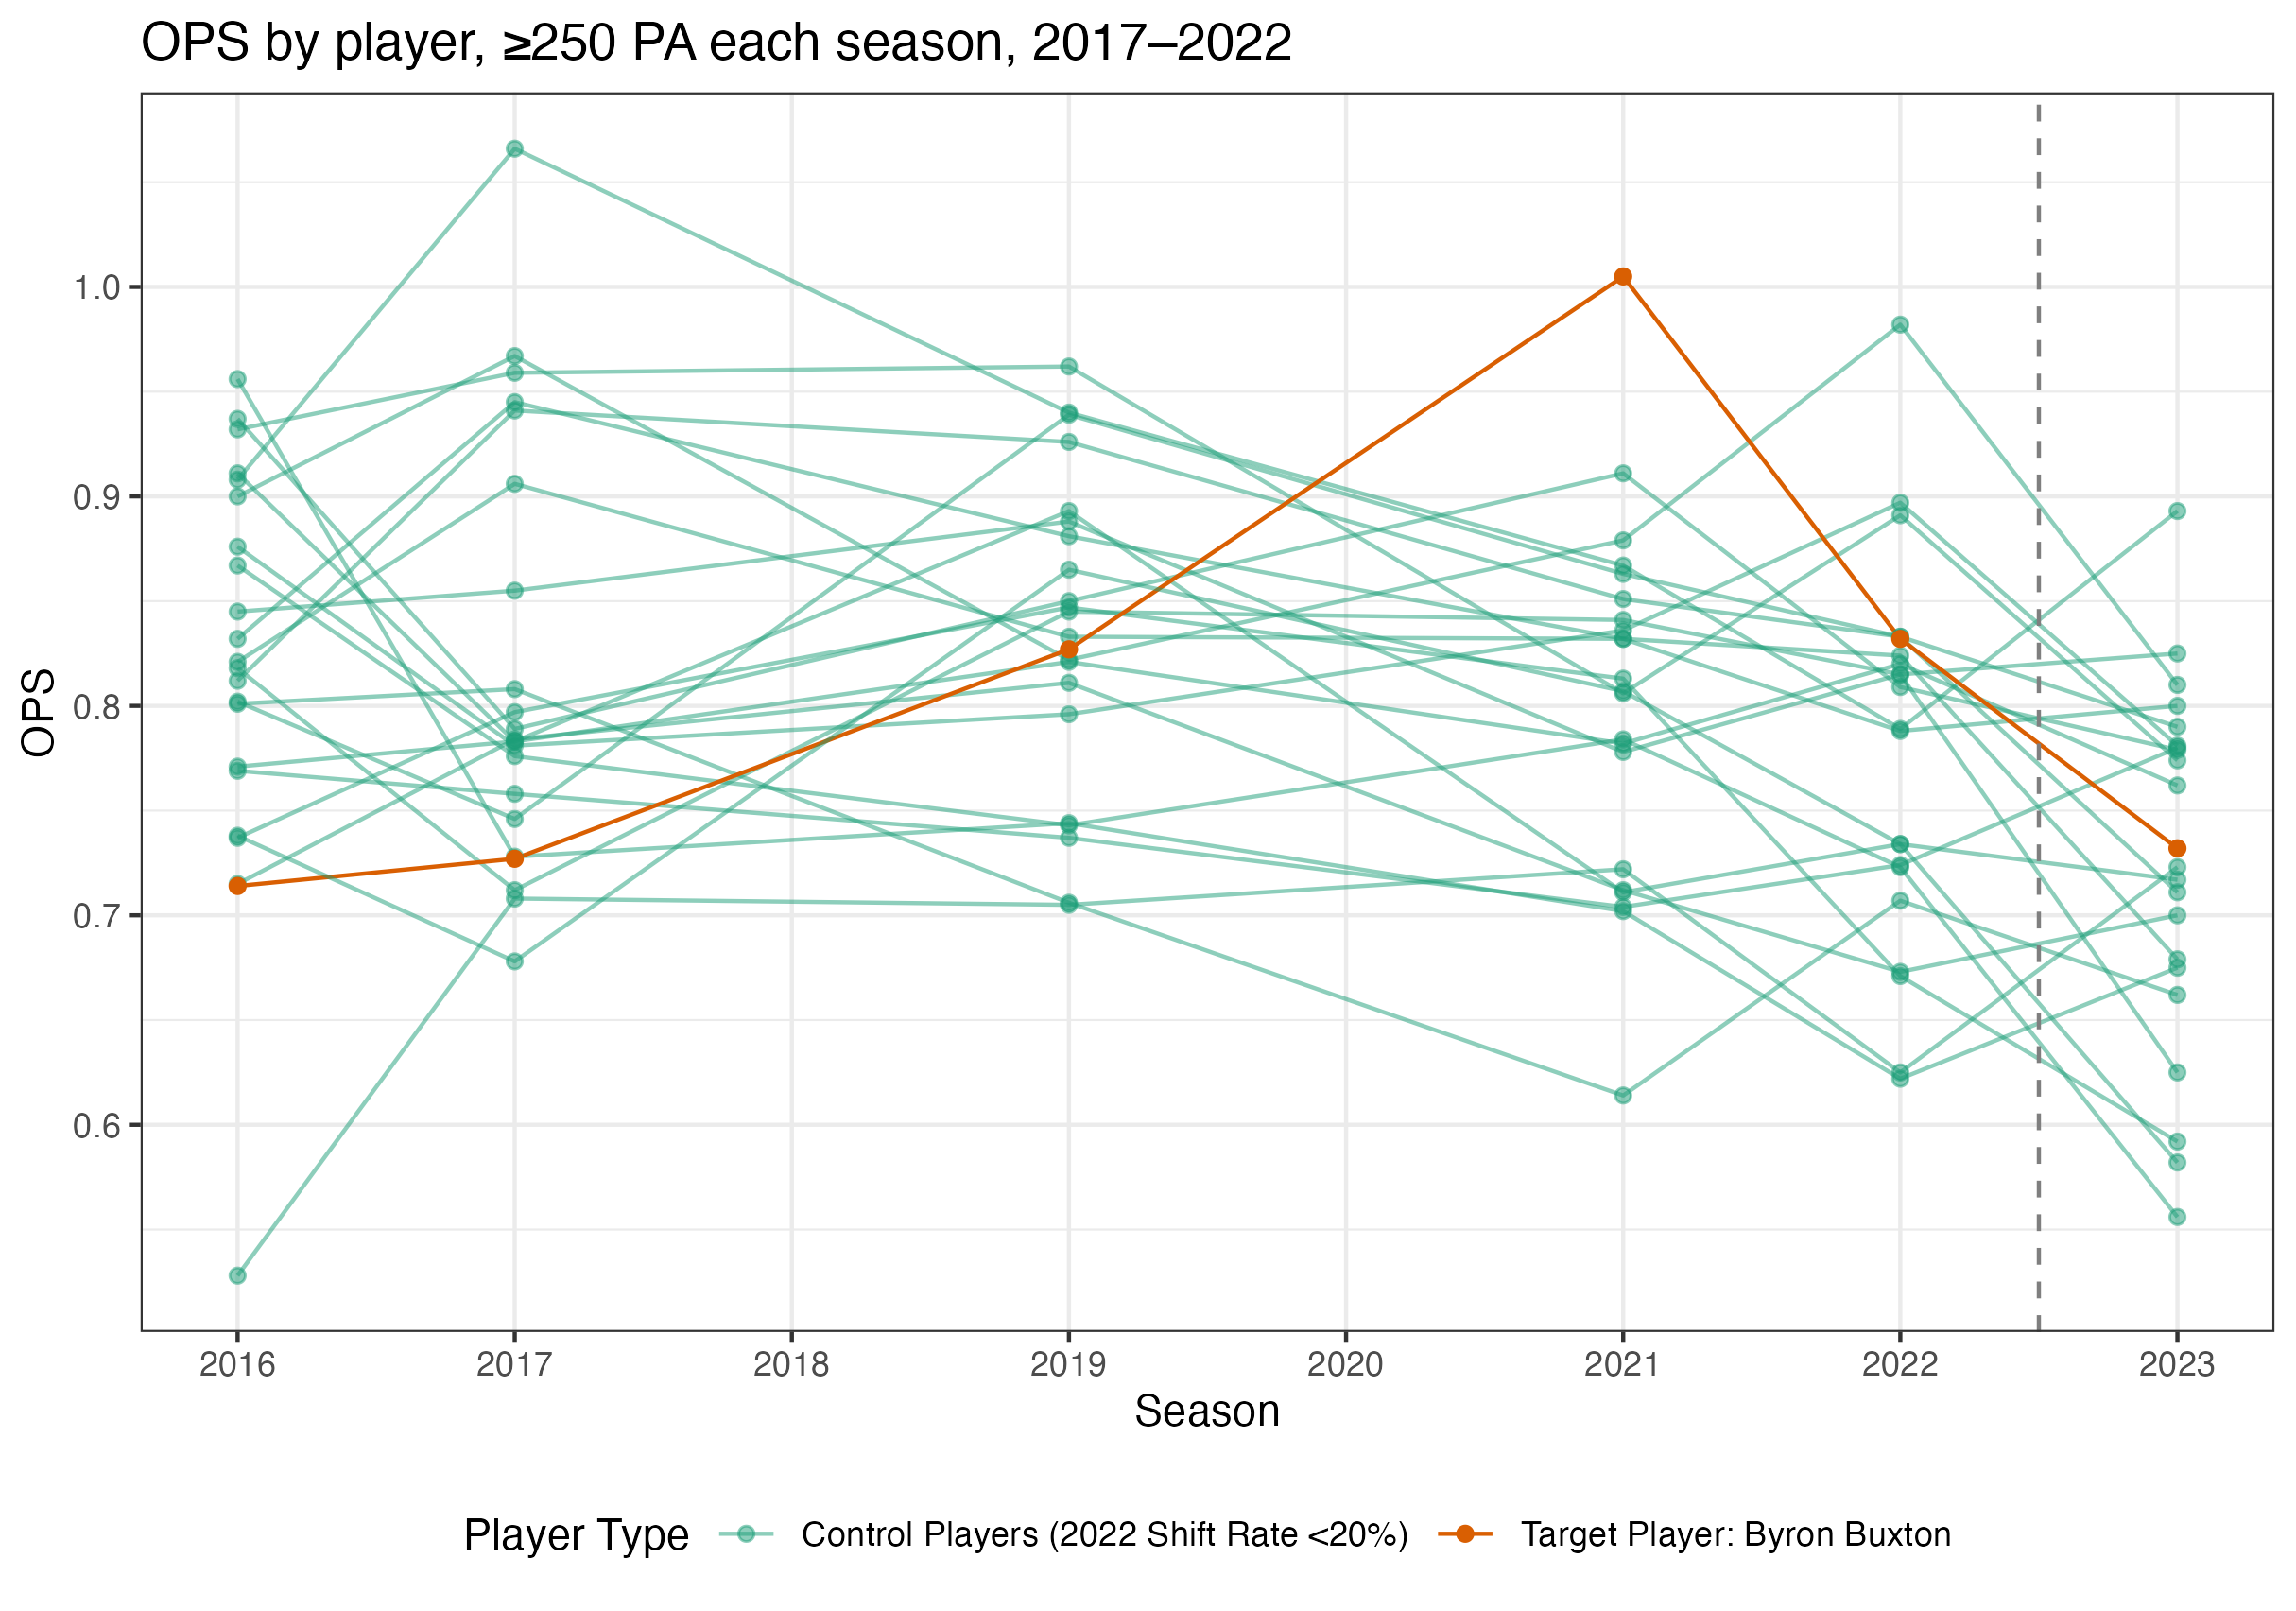 OPS by player, ≥250 PA each season, 2017–2022
OPS
1.0
0.9
0.8
0.7
0.6
2016 2017 2018 2019 2020 2021 2022 2023
Season
Player Type Control Players (2022 Shift Rate <20%) Target Player: Byron Buxton